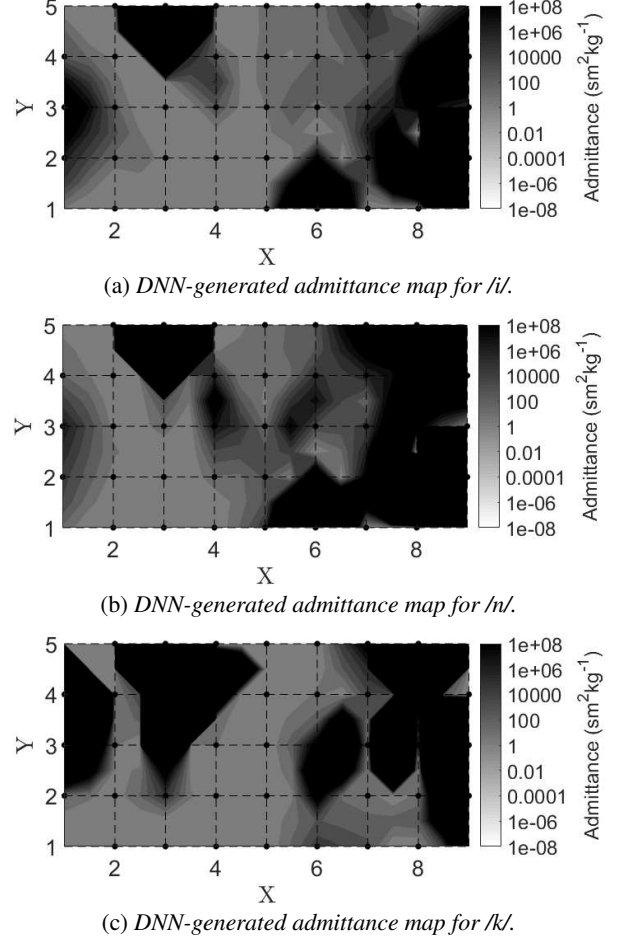 5
4
3
2
1
Y
2 4 6 8
X
1e+08
1e+06
10000
100
1
0.01
0.0001
1e-06
1e-08
Admittance (sm²kg⁻¹)
(a) DNN-generated admittance map for /i/.
5
4
3
2
1
Y
2 4 6 8
X
1e+08
1e+06
10000
100
1
0.01
0.0001
1e-06
1e-08
Admittance (sm²kg⁻¹)
(b) DNN-generated admittance map for /n/.
5
4
3
2
1
Y
2 4 6 8
X
1e+08
1e+06
10000
100
1
0.01
0.0001
1e-06
1e-08
Admittance (sm²kg⁻¹)
(c) DNN-generated admittance map for /k/.